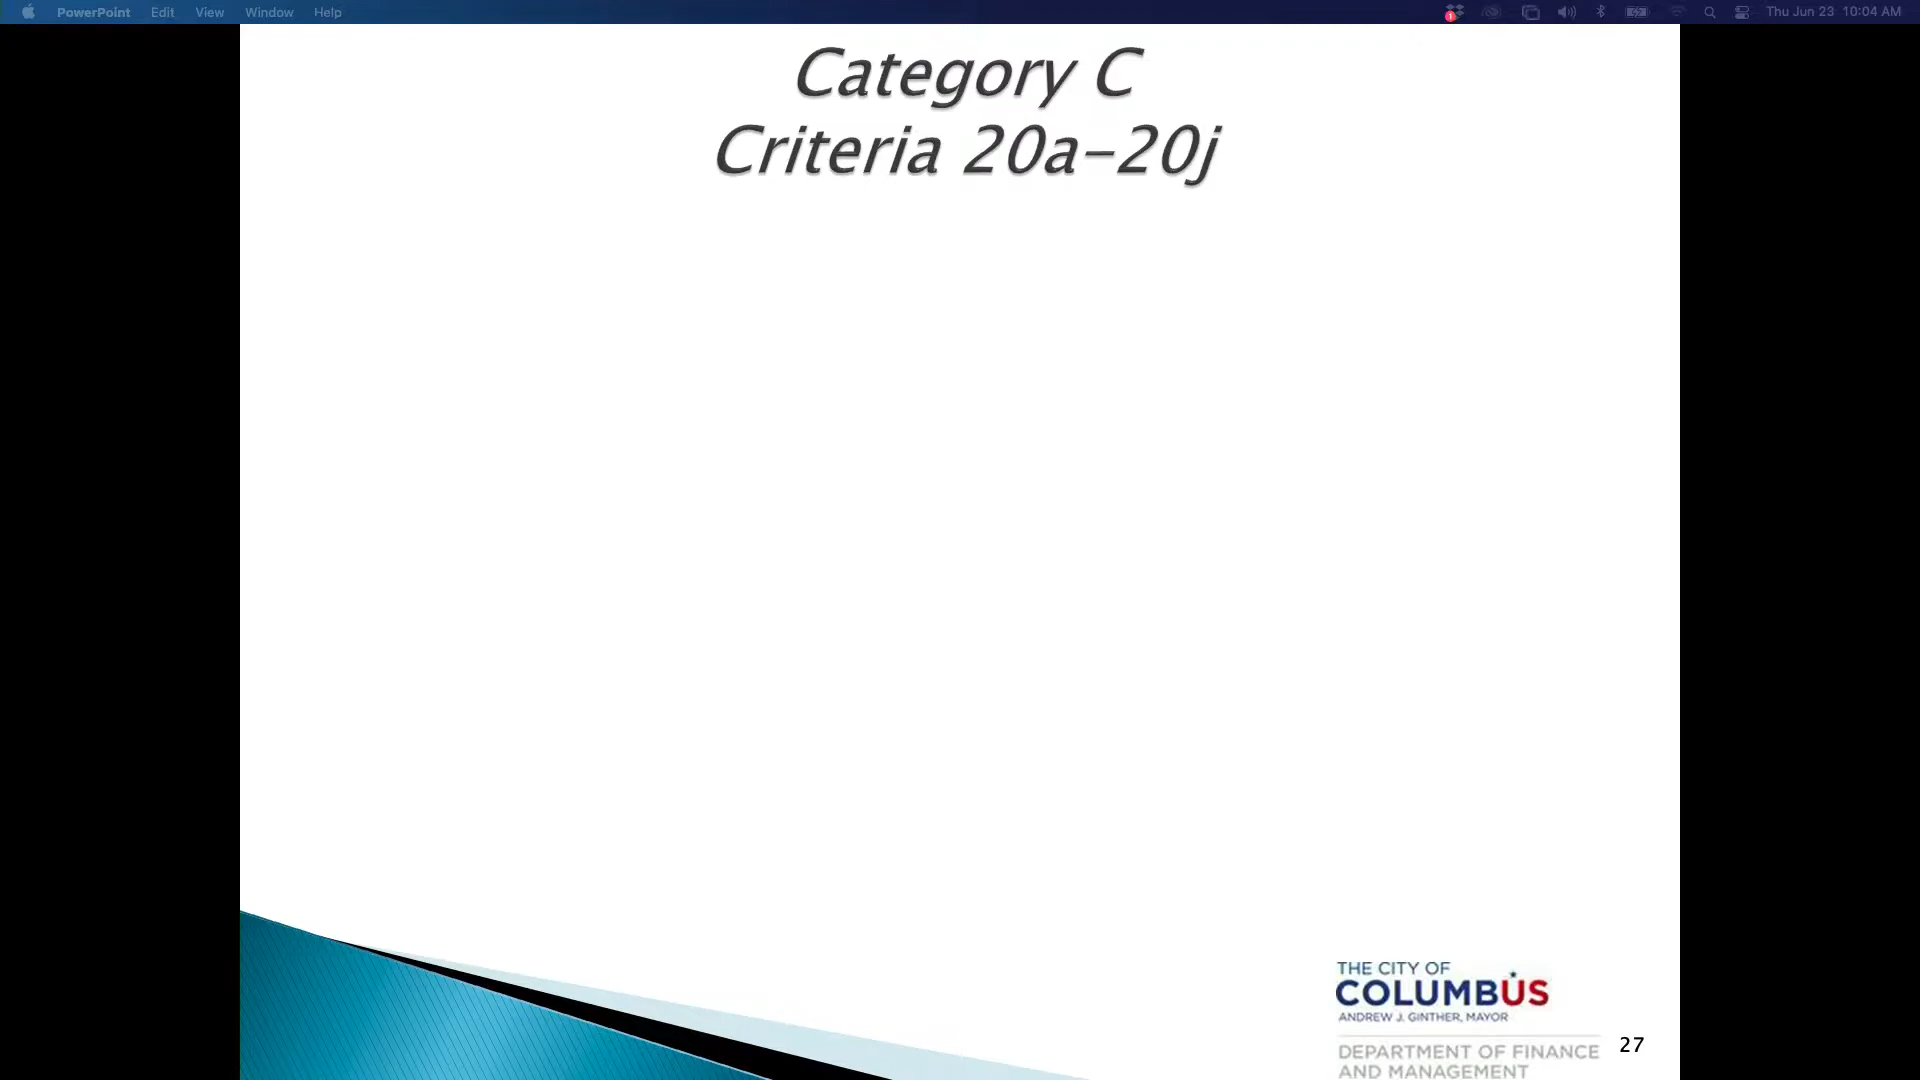 PowerPoint Edit View Window Help
1
Thu Jun 23 10:04 AM
Category C
Criteria 20a-20j
THE CITY OF
COLUMBUS
ANDREW J. GINTHER, MAYOR
DEPARTMENT OF FINANCE
AND MANAGEMENT
27